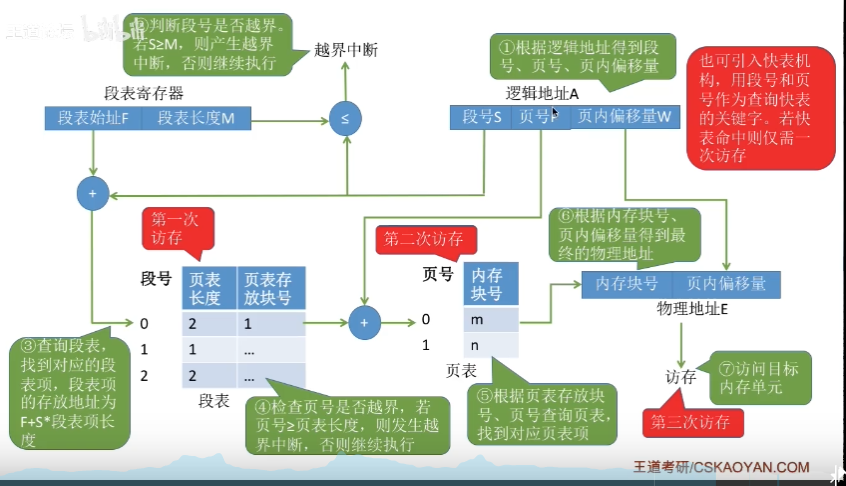 ②判断段号是否越界。
若S≥M，则产生越界
中断，否则继续执行
越界中断
①根据逻辑地址得到段
号、页号、页内偏移量
也可引入快表机
构，用段号和页
号作为查询快表
的关键字。若快
表命中则仅需一
次访存
段表寄存器
段表始址F 段表长度M
≤
逻辑地址A
段号S 页号P 页内偏移量W
+
第一次
访存
第二次访存
⑥根据内存块号、
页内偏移量得到最
终的物理地址
段号 页表长度 页表存放块号
0 2 1
1 1 ...
2 2 ...
段表
+
页号 内存块号
0 m
1 n
页表
内存块号 页内偏移量
物理地址E
③查询段表，
找到对应的段
表项，段表项
的存放地址为
F+S*段表项长
度
④检查页号是否越界，若
页号≥页表长度，则发生越
界中断，否则继续执行
⑤根据页表存放块
号、页号查询页表，
找到对应页表项
访存
⑦访问目标
内存单元
第三次访存
王道考研/CSKAOYAN.COM